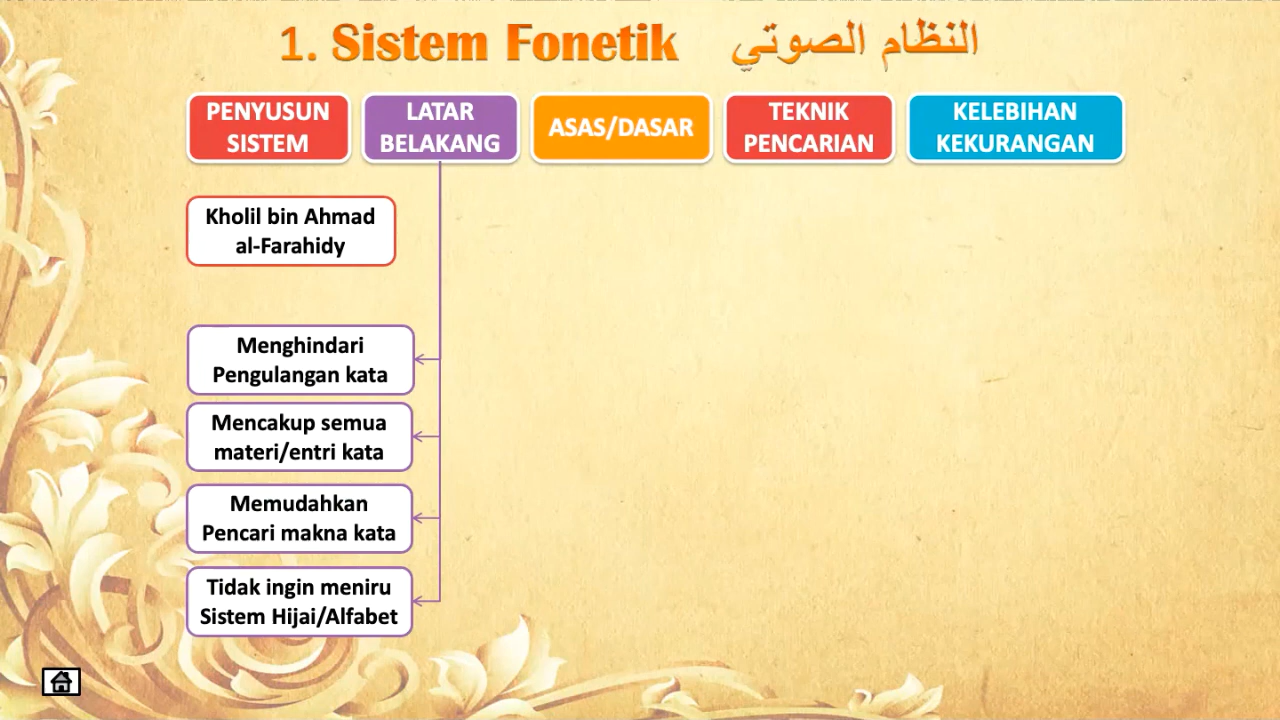 1. Sistem Fonetik النظام الصوتي
PENYUSUN
SISTEM
LATAR
BELAKANG
ASAS/DASAR
TEKNIK
PENCARIAN
KELEBIHAN
KEKURANGAN
Kholil bin Ahmad
al-Farahidy
Menghindari
Pengulangan kata
Mencakup semua
materi/entri kata
Memudahkan
Pencari makna kata
Tidak ingin meniru
Sistem Hijai/Alfabet